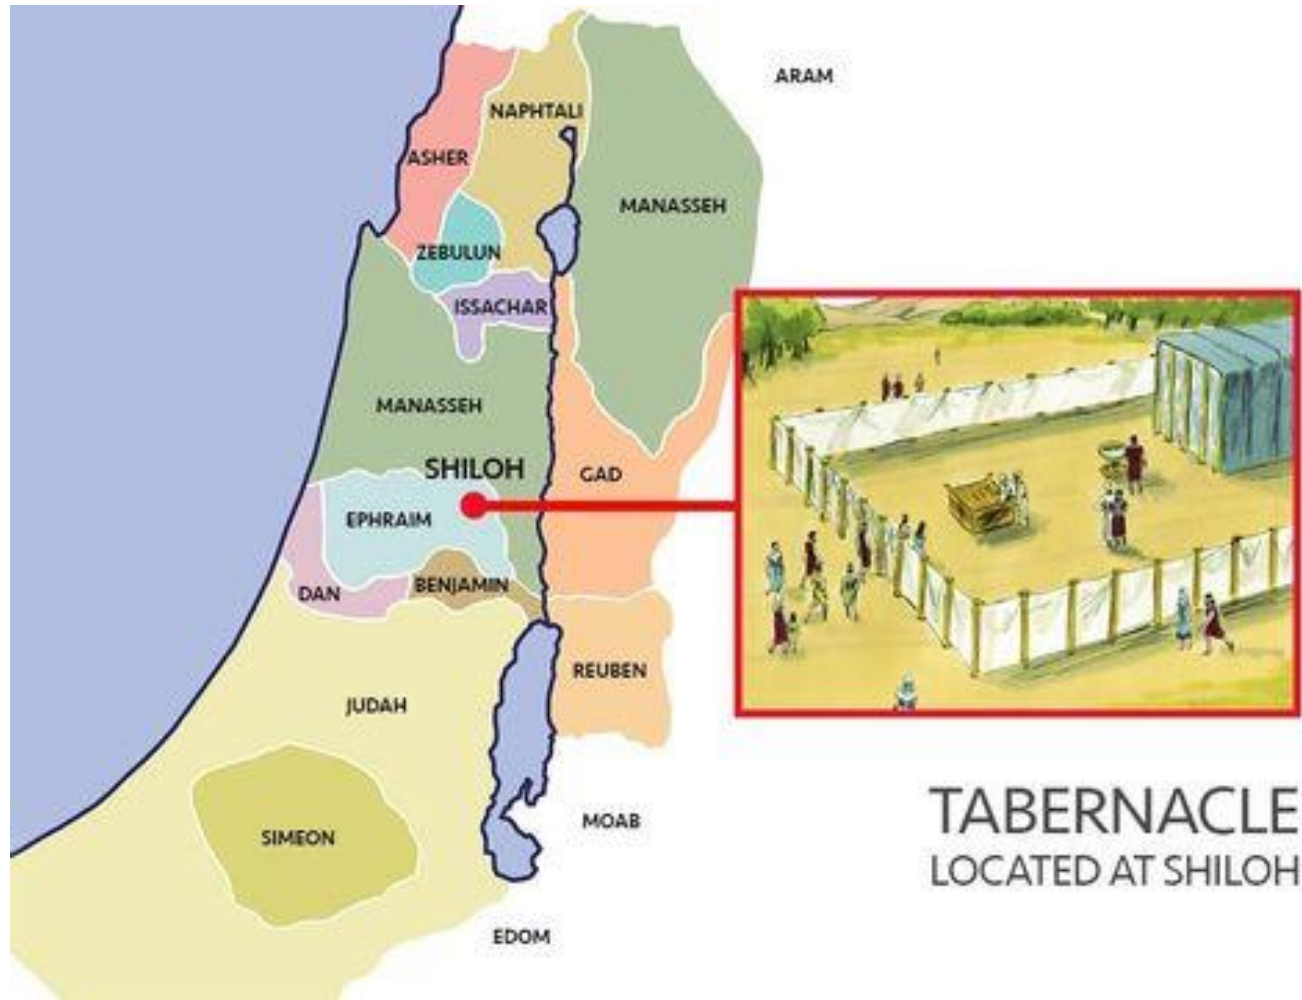 ARAM
NAPHTALI
ASHER
MANASSEH
ZEBULUN
ISSACHAR
MANASSEH
SHILOH
GAD
EPHRAIM
BENJAMIN
DAN
REUBEN
JUDAH
MOAB
SIMEON
EDOM
TABERNACLE
LOCATED AT SHILOH